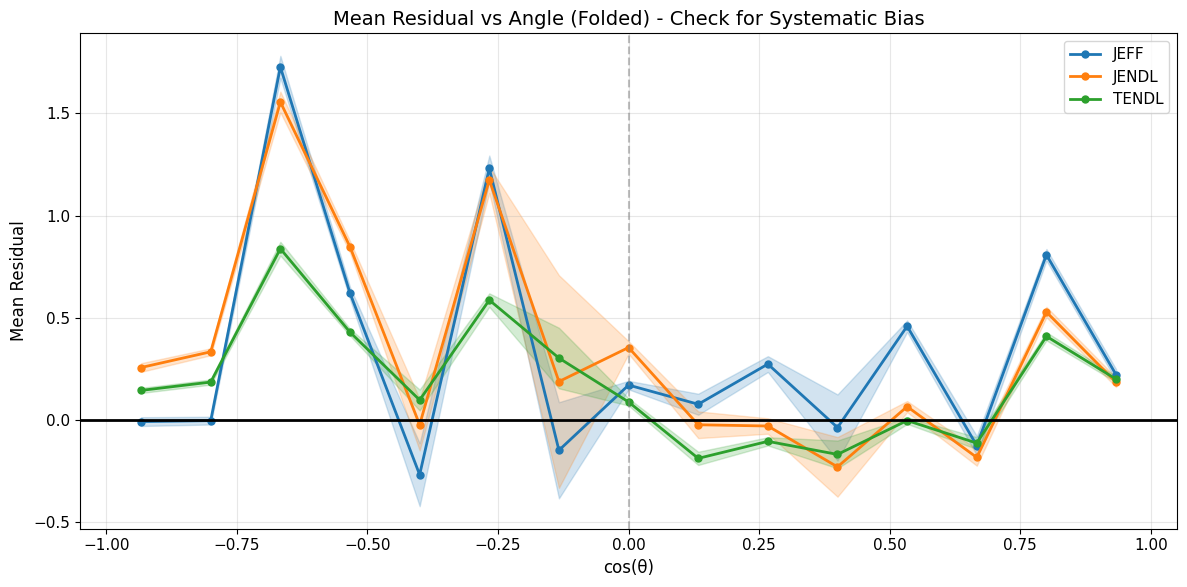 Mean Residual vs Angle (Folded) - Check for Systematic Bias
JEFF
JENDL
TENDL
Mean Residual
1.5
1.0
0.5
0.0
−0.5
−1.00
−0.75
−0.50
−0.25
0.00
0.25
0.50
0.75
1.00
cos(θ)